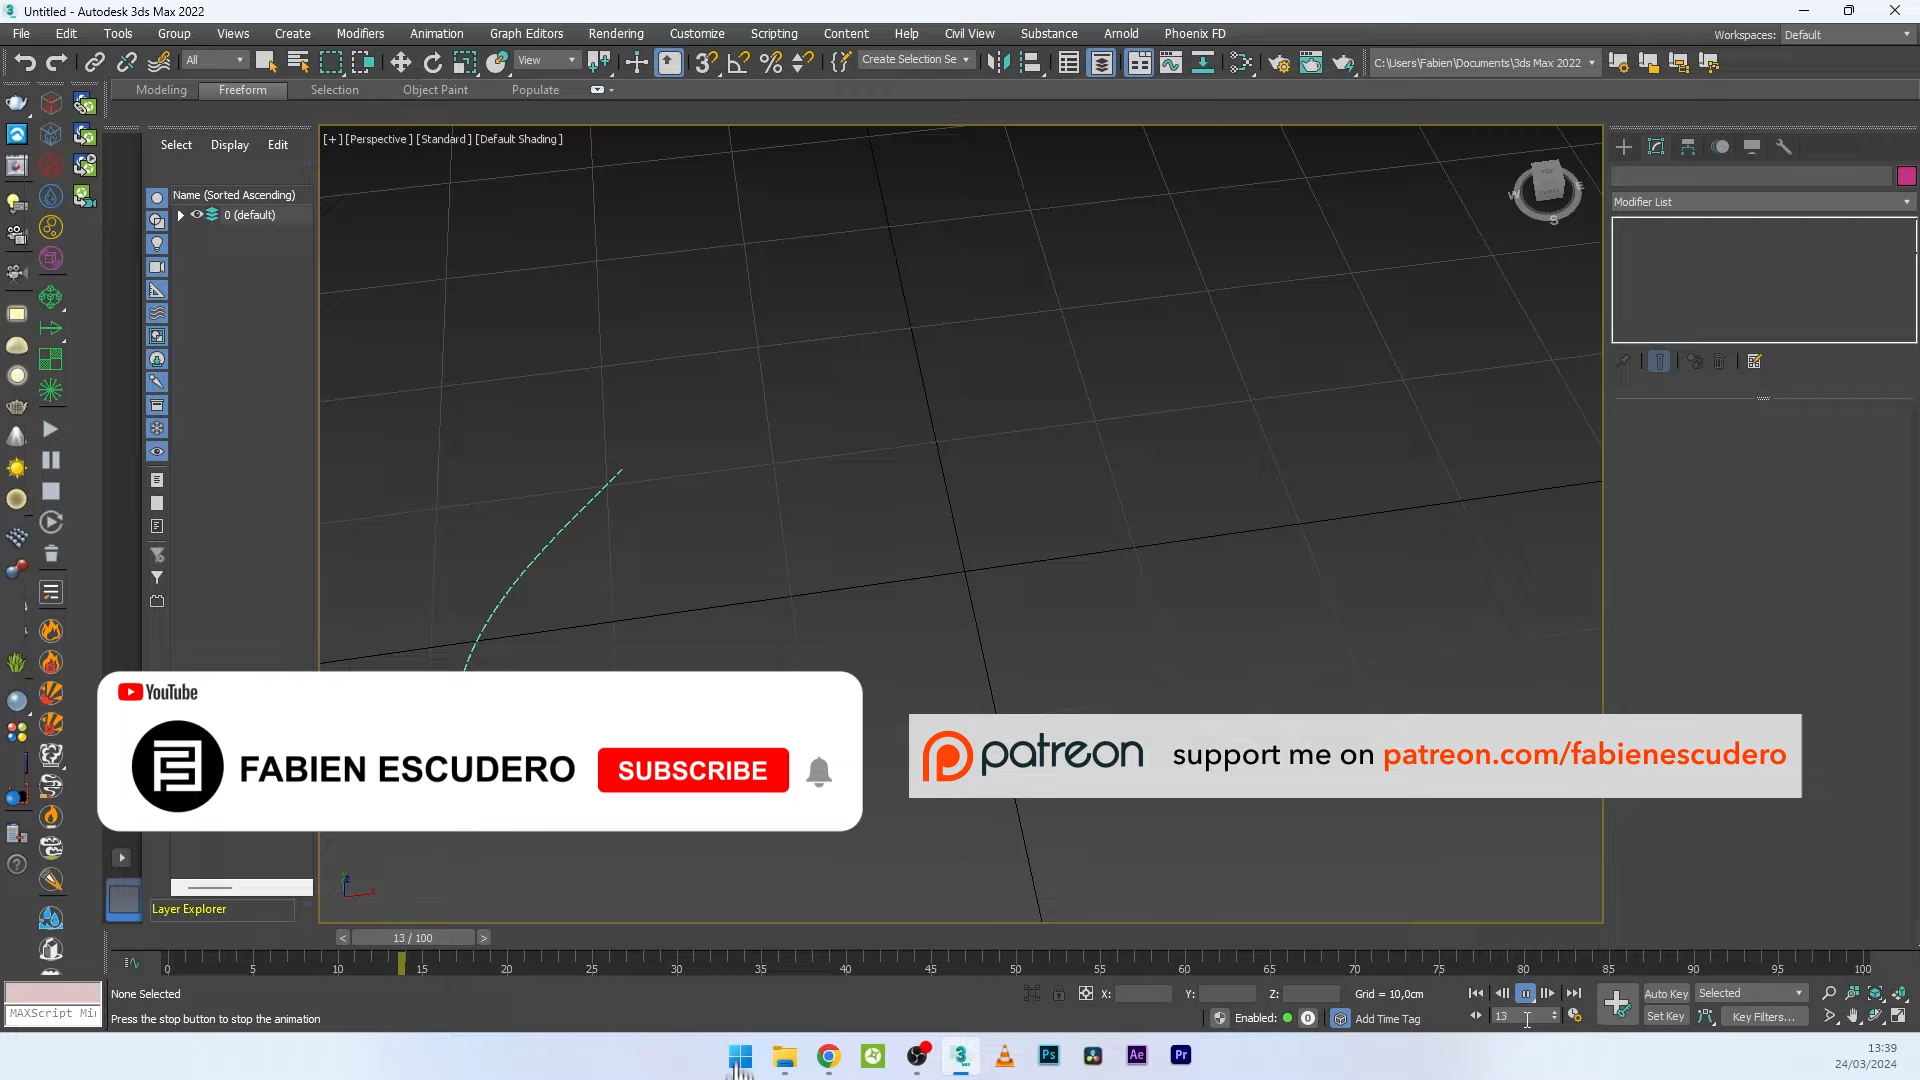 Untitled - Autodesk 3ds Max 2022
File Edit Tools Group Views Create Modifiers Animation Graph Editors Rendering Customize Scripting Content Help Civil View Substance Arnold Phoenix FD
Workspaces: Default
All
View
Create Selection Se
C:\Users\Fabien\Documents\3ds Max 2022
Modeling Freeform Selection Object Paint Populate
Select Display Edit
[+] [Perspective] [Standard] [Default Shading]
Name (Sorted Ascending)
0 (default)
TOP
W
E
S
Modifier List
YouTube
FABIEN ESCUDERO
SUBSCRIBE
patreon
support me on patreon.com/fabienescudero
Layer Explorer
< 13 / 100 >
0 5 10 15 20 25 30 35 40 45 50 55 60 65 70 75 80 85 90 95 100
None Selected
X: Y: Z: Grid = 10,0cm
Auto Key
Selected
MAXScript Mi
Press the stop button to stop the animation
Enabled:
0
Add Time Tag
13
Set Key
Key Filters...
Ps
Ae
Pr
13:39
24/03/2024